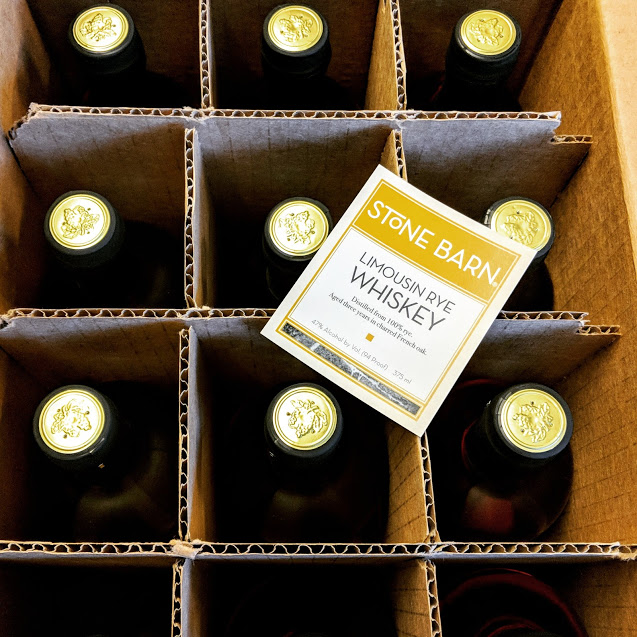 STONE BARN
LIMOUSIN RYE
WHISKEY
Distilled from 100% rye.
Aged three years in charred French oak.
47% Alcohol by Vol. (94 Proof) 375 ml